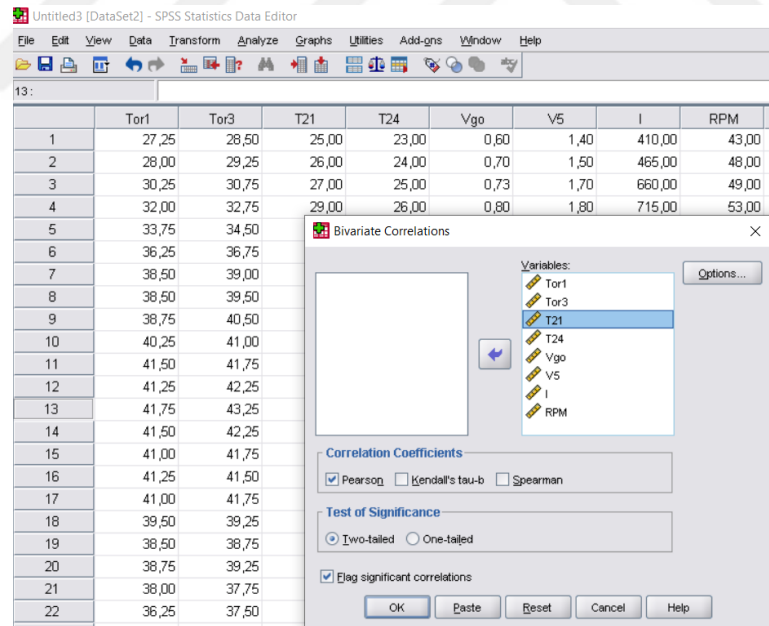 Untitled3 [DataSet2] - SPSS Statistics Data Editor
File Edit View Data Transform Analyze Graphs Utilities Add-ons Window Help
13 :
Tor1 Tor3 T21 T24 Vgo V5 I RPM
1 27,25 28,50 25,00 23,00 0,60 1,40 410,00 43,00
2 28,00 29,25 26,00 24,00 0,70 1,50 465,00 48,00
3 30,25 30,75 27,00 25,00 0,73 1,70 660,00 49,00
4 32,00 32,75 29,00 26,00 0,80 1,80 715,00 53,00
5 33,75 34,50
6 36,25 36,75
7 38,50 39,00
8 38,50 39,50
9 38,75 40,50
10 40,25 41,00
11 41,50 41,75
12 41,25 42,25
13 41,75 43,25
14 41,50 42,25
15 41,00 41,75
16 41,25 41,50
17 41,00 41,75
18 39,50 39,25
19 38,50 38,75
20 38,75 39,25
21 38,00 37,75
22 36,25 37,50
Bivariate Correlations
Variables:
Options...
Tor1
Tor3
T21
T24
Vgo
V5
I
RPM
Correlation Coefficients
Pearson Kendall's tau-b Spearman
Test of Significance
Two-tailed One-tailed
Flag significant correlations
OK Paste Reset Cancel Help